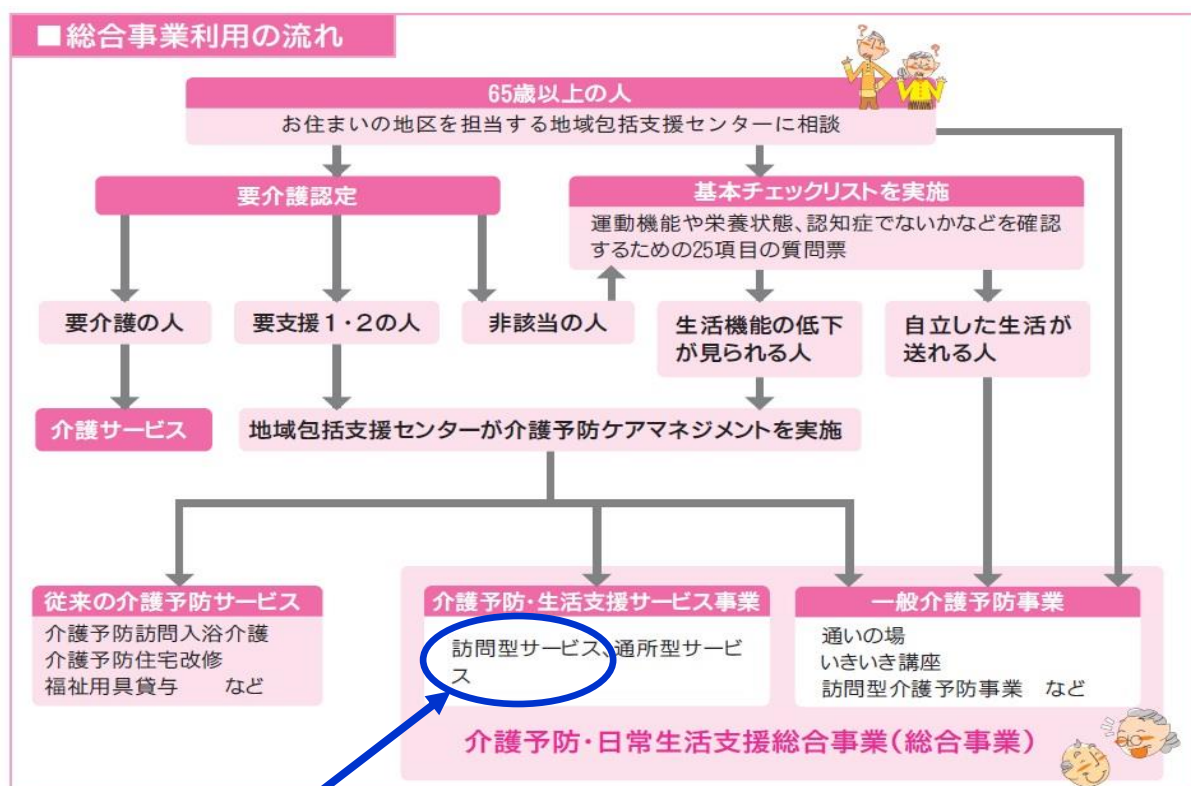 ■総合事業利用の流れ
65歳以上の人
お住まいの地区を担当する地域包括支援センターに相談
要介護認定
基本チェックリストを実施
運動機能や栄養状態、認知症でないかなどを確認
するための25項目の質問票
要介護の人
要支援1・2の人
非該当の人
生活機能の低下
が見られる人
自立した生活が
送れる人
介護サービス
地域包括支援センターが介護予防ケアマネジメントを実施
従来の介護予防サービス
介護予防訪問入浴介護
介護予防住宅改修
福祉用具貸与 など
介護予防・生活支援サービス事業
訪問型サービス、通所型サービ
ス
一般介護予防事業
通いの場
いきいき講座
訪問型介護予防事業 など
介護予防・日常生活支援総合事業(総合事業)